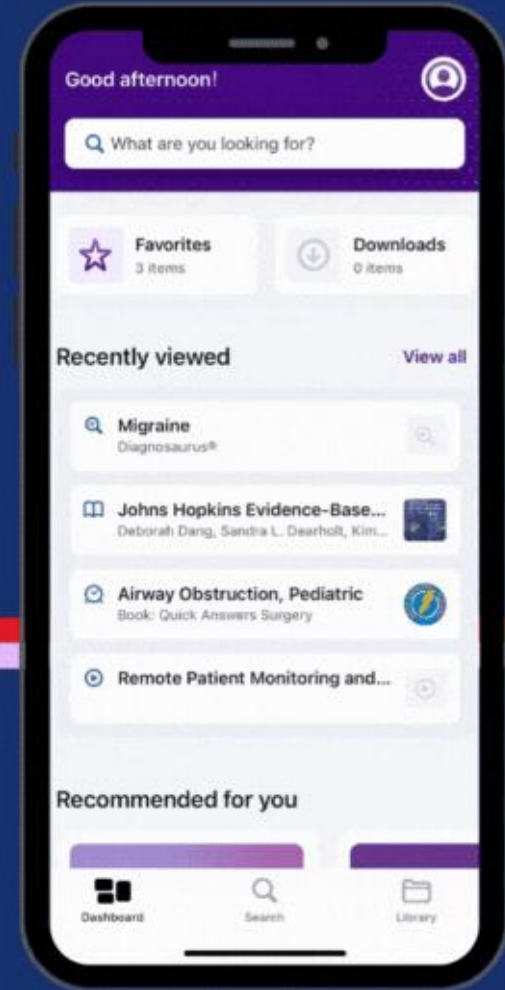 Good afternoon!
What are you looking for?
Favorites
3 items
Downloads
0 items
Recently viewed
View all
Migraine
Diagnosaurus®
Johns Hopkins Evidence-Base...
Deborah Dang, Sandra L. Dearholt, Kim...
Airway Obstruction, Pediatric
Book: Quick Answers Surgery
Remote Patient Monitoring and...
Recommended for you
Dashboard
Search
Library